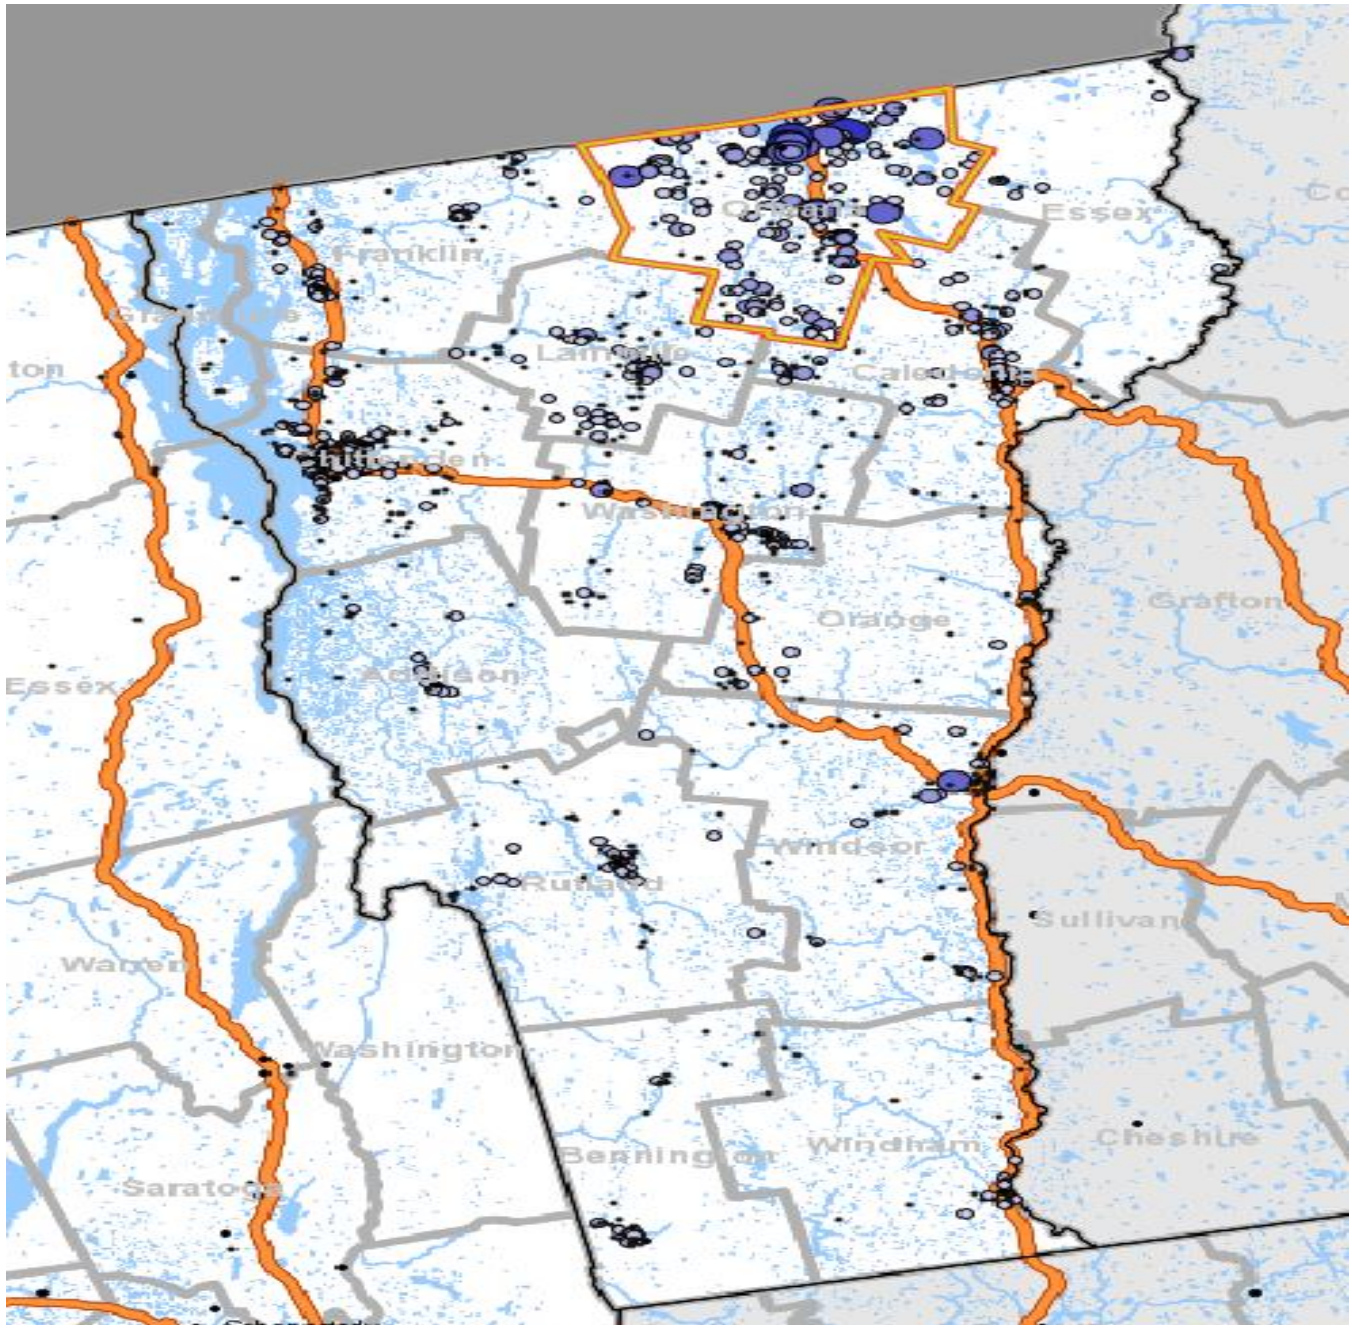 Co
Essex
Franklin
ton
Lamoille
Caledonia
Chittenden
Washington
Grafton
Orange
Addison
Essex
Windsor
Rutland
Sullivan
Warren
Washington
Cheshire
Windham
Bennington
Saratoga